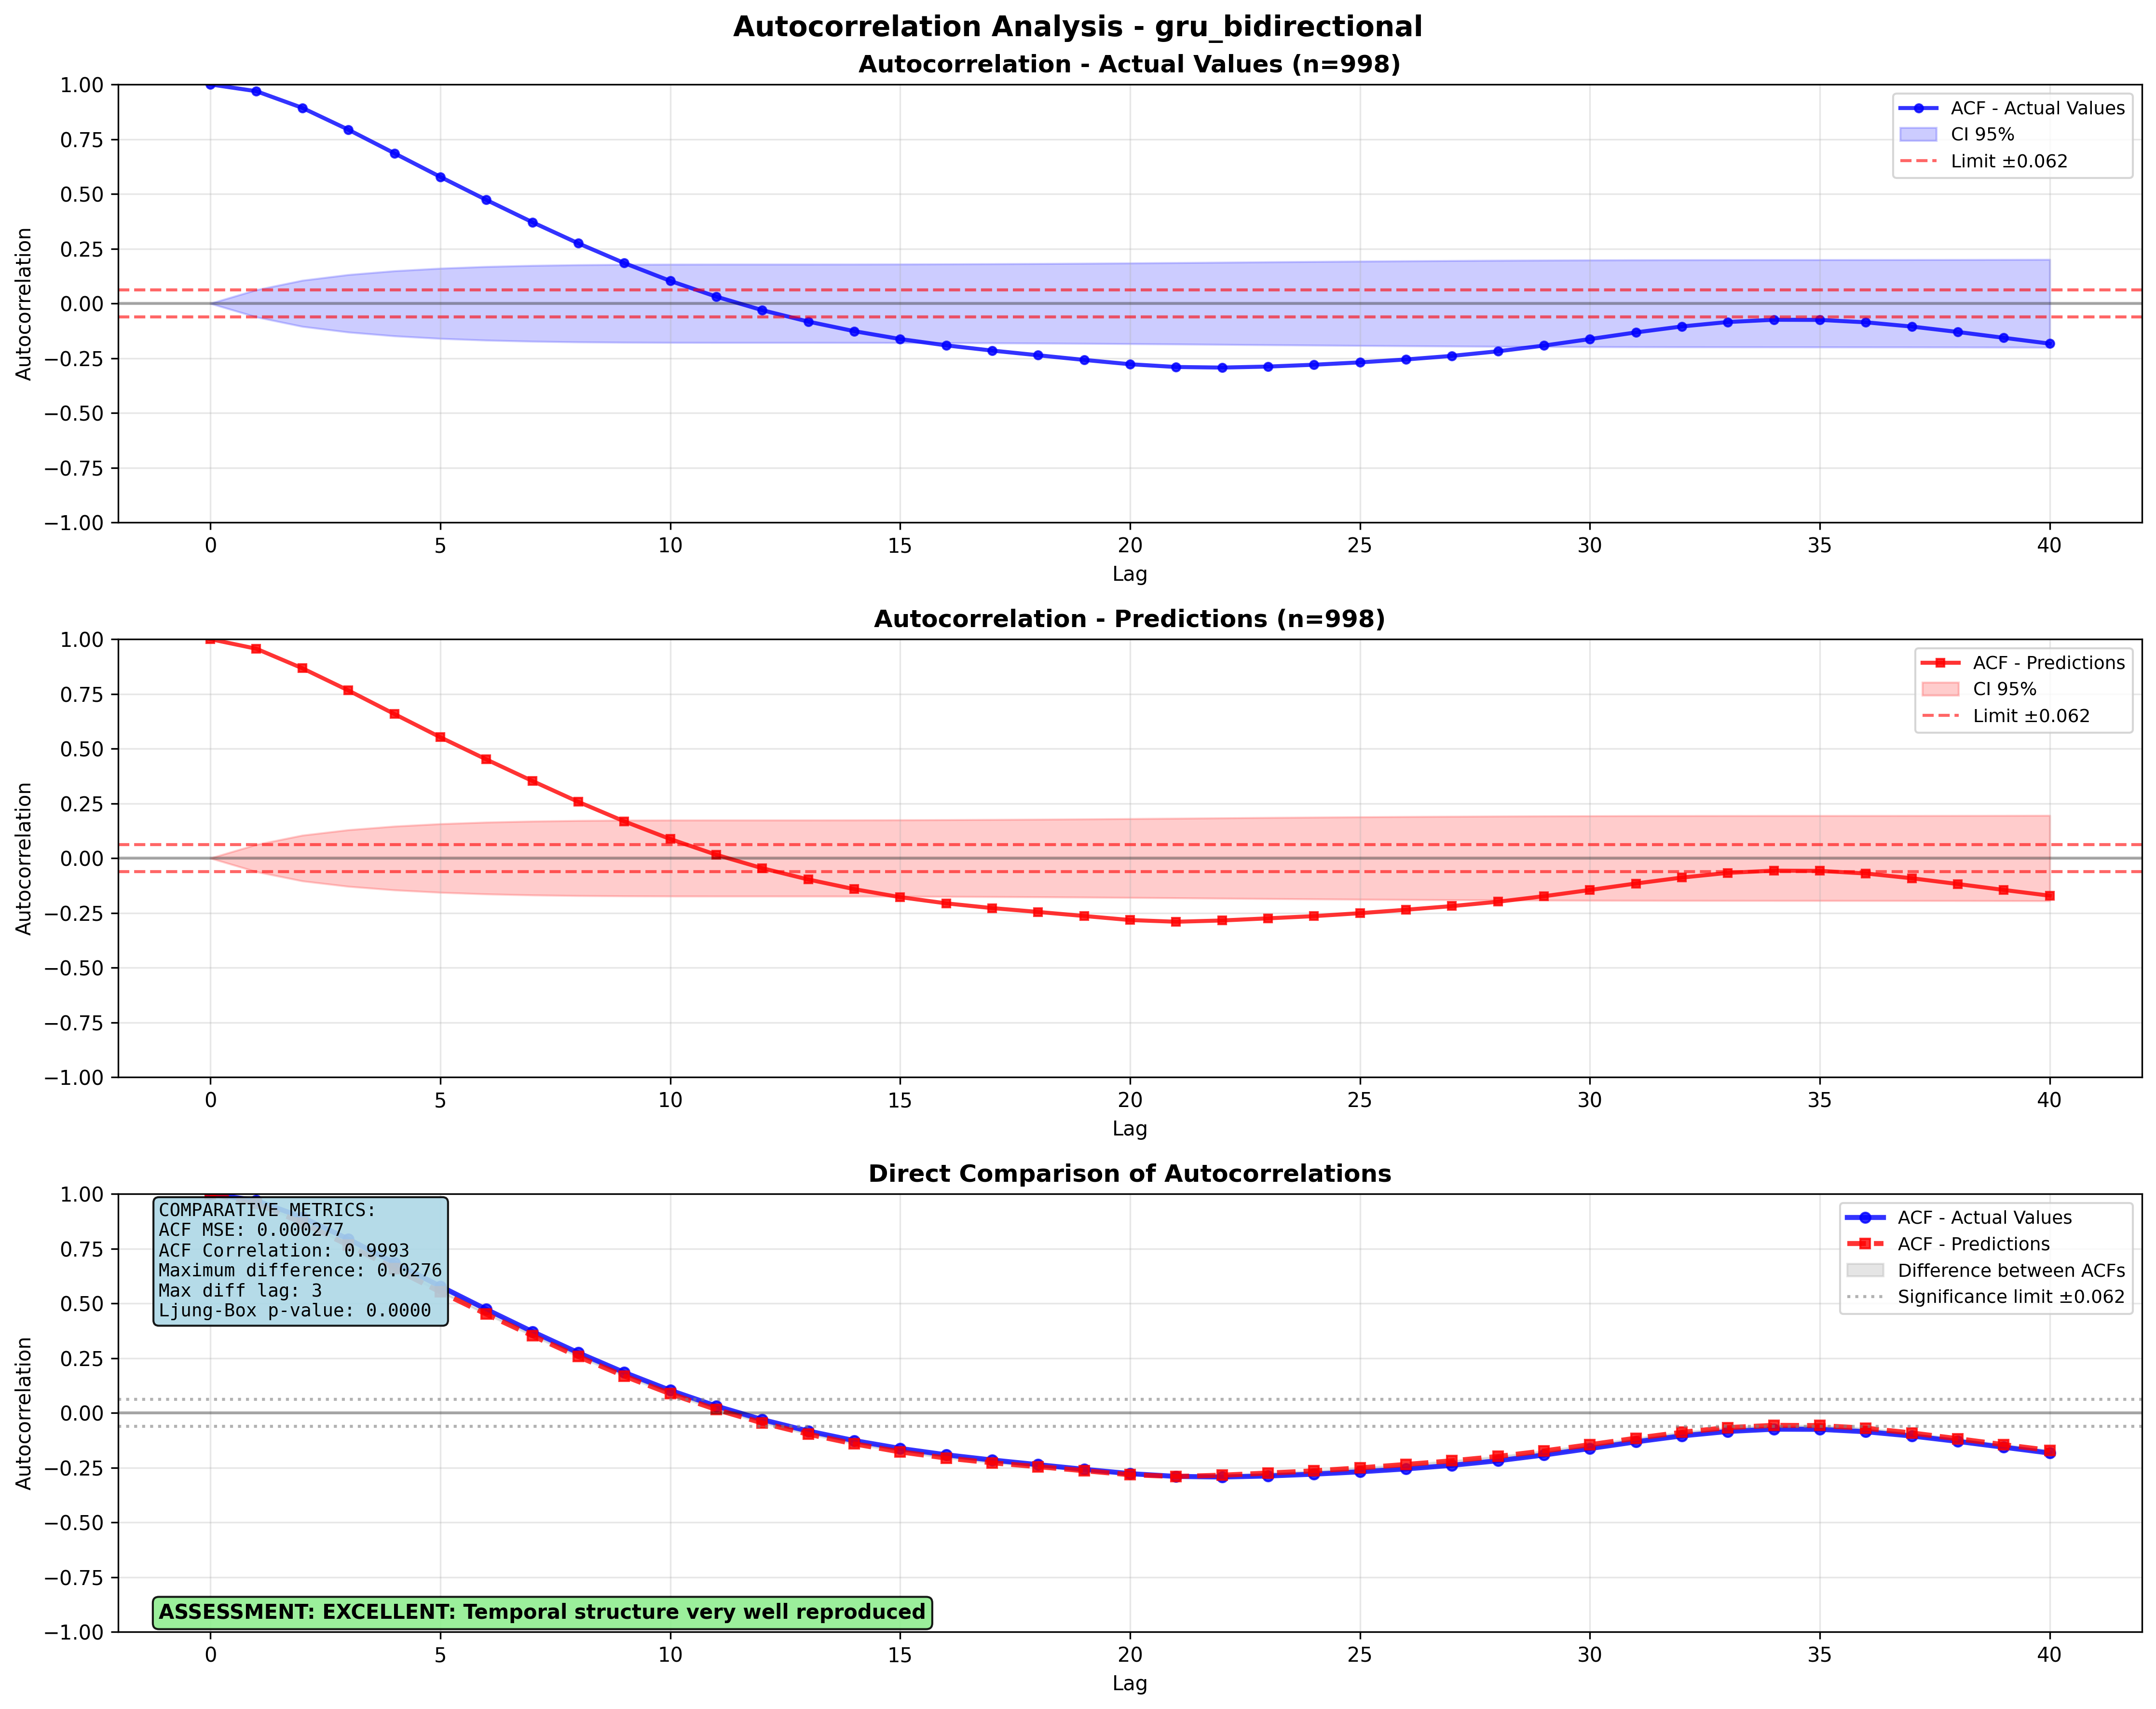 Autocorrelation Analysis - gru_bidirectional
Autocorrelation - Actual Values (n=998)
1.00
0.75
0.50
0.25
0.00
−0.25
−0.50
−0.75
−1.00
Autocorrelation
ACF - Actual Values
CI 95%
Limit ±0.062
0 5 10 15 20 25 30 35 40
Lag
Autocorrelation - Predictions (n=998)
1.00
0.75
0.50
0.25
0.00
−0.25
−0.50
−0.75
−1.00
Autocorrelation
ACF - Predictions
CI 95%
Limit ±0.062
0 5 10 15 20 25 30 35 40
Lag
Direct Comparison of Autocorrelations
1.00
0.75
0.50
0.25
0.00
−0.25
−0.50
−0.75
−1.00
Autocorrelation
COMPARATIVE METRICS:
ACF MSE: 0.000277
ACF Correlation: 0.9993
Maximum difference: 0.0276
Max diff lag: 3
Ljung-Box p-value: 0.0000
ACF - Actual Values
ACF - Predictions
Difference between ACFs
Significance limit ±0.062
ASSESSMENT: EXCELLENT: Temporal structure very well reproduced
0 5 10 15 20 25 30 35 40
Lag